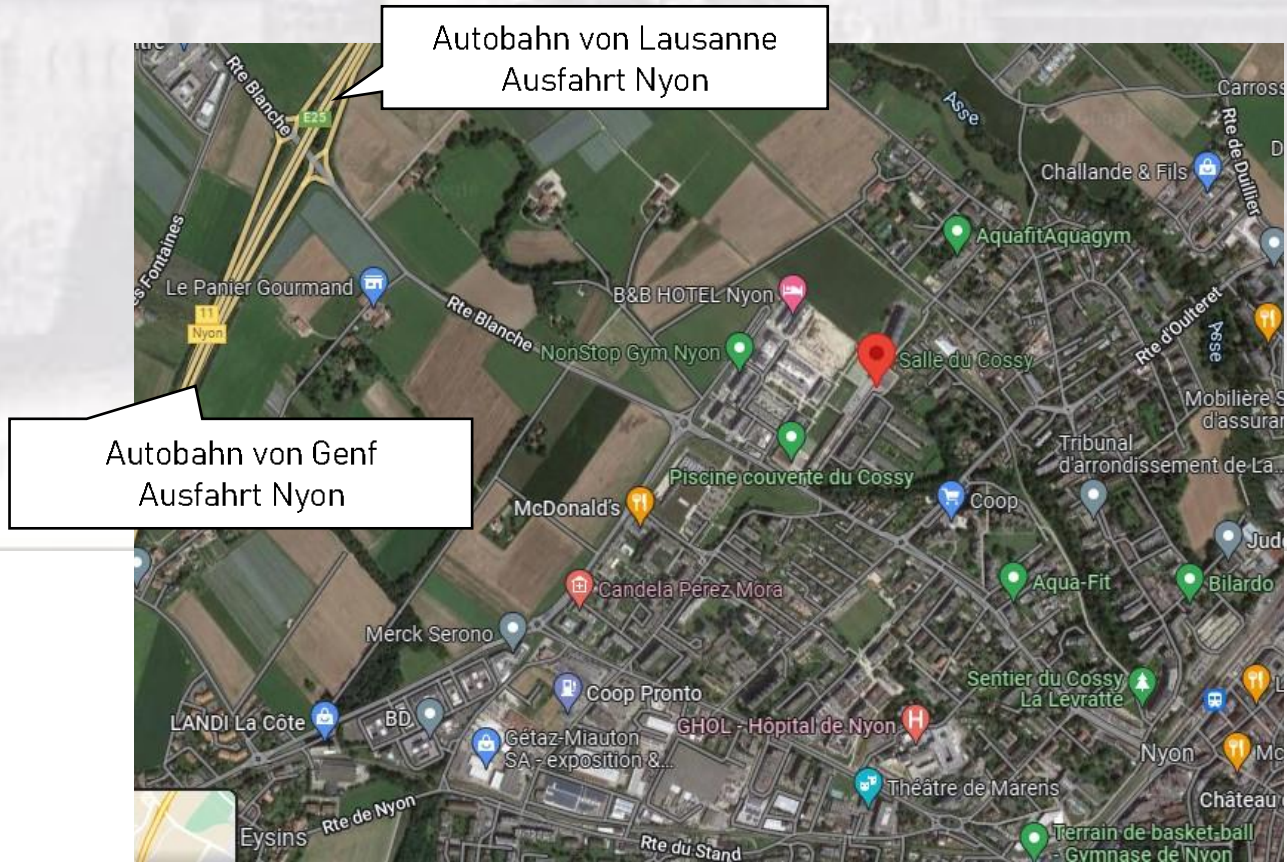 Autobahn von Lausanne
Ausfahrt Nyon
Rte Blanche
E25
Asse
Carross
Rte de Duillier
D
Challande & Fils
AquafitAquagym
Fontaines
Le Panier Gourmand
B&B HOTEL Nyon
11
Nyon
Rte Blanche
NonStop Gym Nyon
Salle du Cossy
Rte d'Oulteret
Asse
Autobahn von Genf
Ausfahrt Nyon
Mobilière S
d'assuran
Tribunal
d'arrondissement de La...
Piscine couverte du Cossy
McDonald's
Coop
Jude
Candela Perez Mora
Aqua-Fit
Bilardo
Merck Serono
Sentier du Cossy
La Levratte
Coop Pronto
LANDI La Côte
BD
GHOL - Hôpital de Nyon
Gétaz-Miauton
SA - exposition &...
Nyon
Mc
Théâtre de Marens
Château
Eysins
Rte de Nyon
Rte du Stand
Terrain de basket-ball
- Gymnase de Nyon